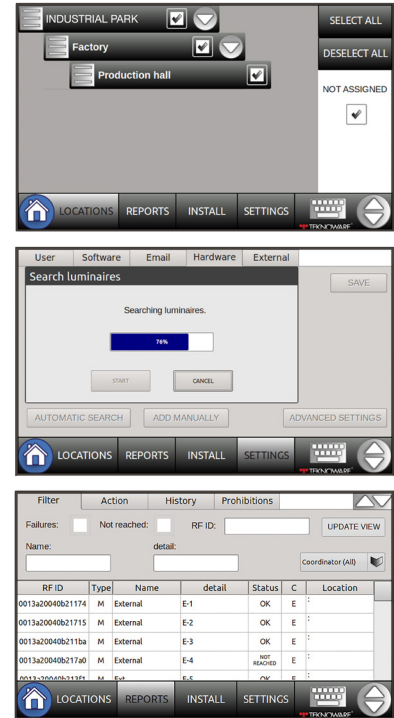 INDUSTRIAL PARK
SELECT ALL
Factory
DESELECT ALL
Production hall
NOT ASSIGNED
LOCATIONS REPORTS INSTALL SETTINGS
TEKNOWARE
User Software Email Hardware External
Search luminaires
SAVE
Searching luminaires.
76%
START CANCEL
AUTOMATIC SEARCH ADD MANUALLY ADVANCED SETTINGS
LOCATIONS REPORTS INSTALL SETTINGS
TEKNOWARE
Filter Action History Prohibitions
Failures: Not reached: RF ID: UPDATE VIEW
Name: detail:
Coordinator (All)
RF ID Type Name detail Status C Location
0013a20040b21174 M External E-1 OK E :
0013a20040b21715 M External E-2 OK E :
0013a20040b211ba M External E-3 OK E :
0013a20040b217a0 M External E-4 NOT REACHED E :
0013a20040b213f1 M Ext E-5 OK E :
LOCATIONS REPORTS INSTALL SETTINGS
TEKNOWARE